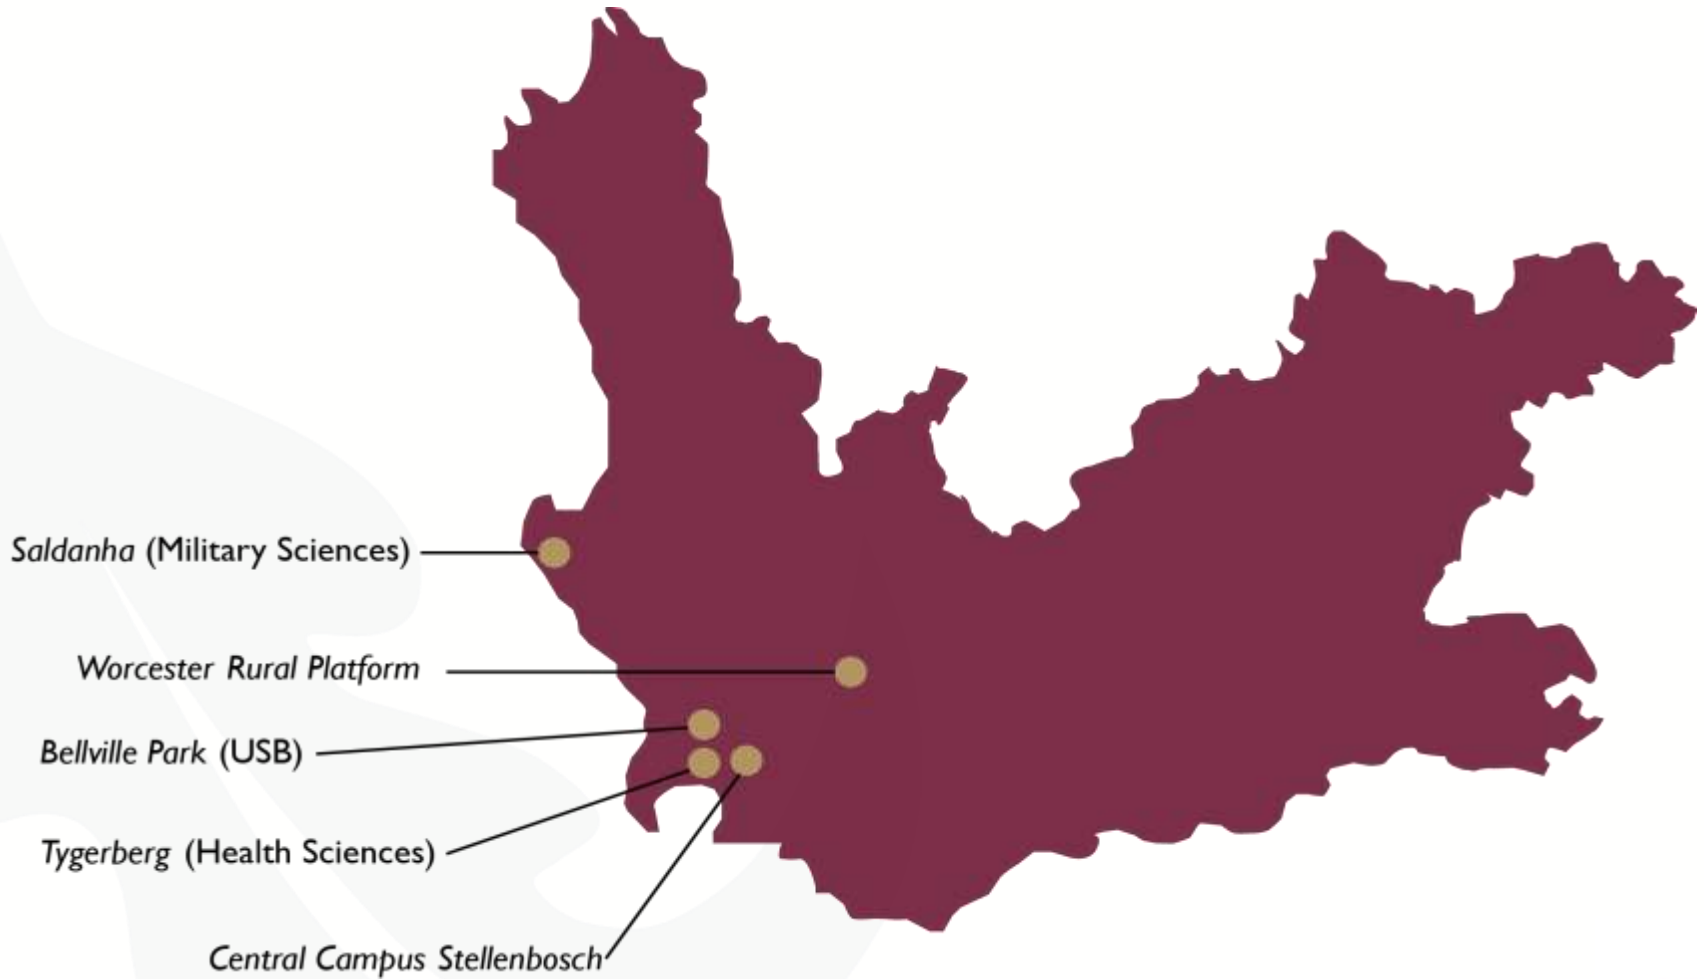 Saldanha (Military Sciences)
Worcester Rural Platform
Bellville Park (USB)
Tygerberg (Health Sciences)
Central Campus Stellenbosch